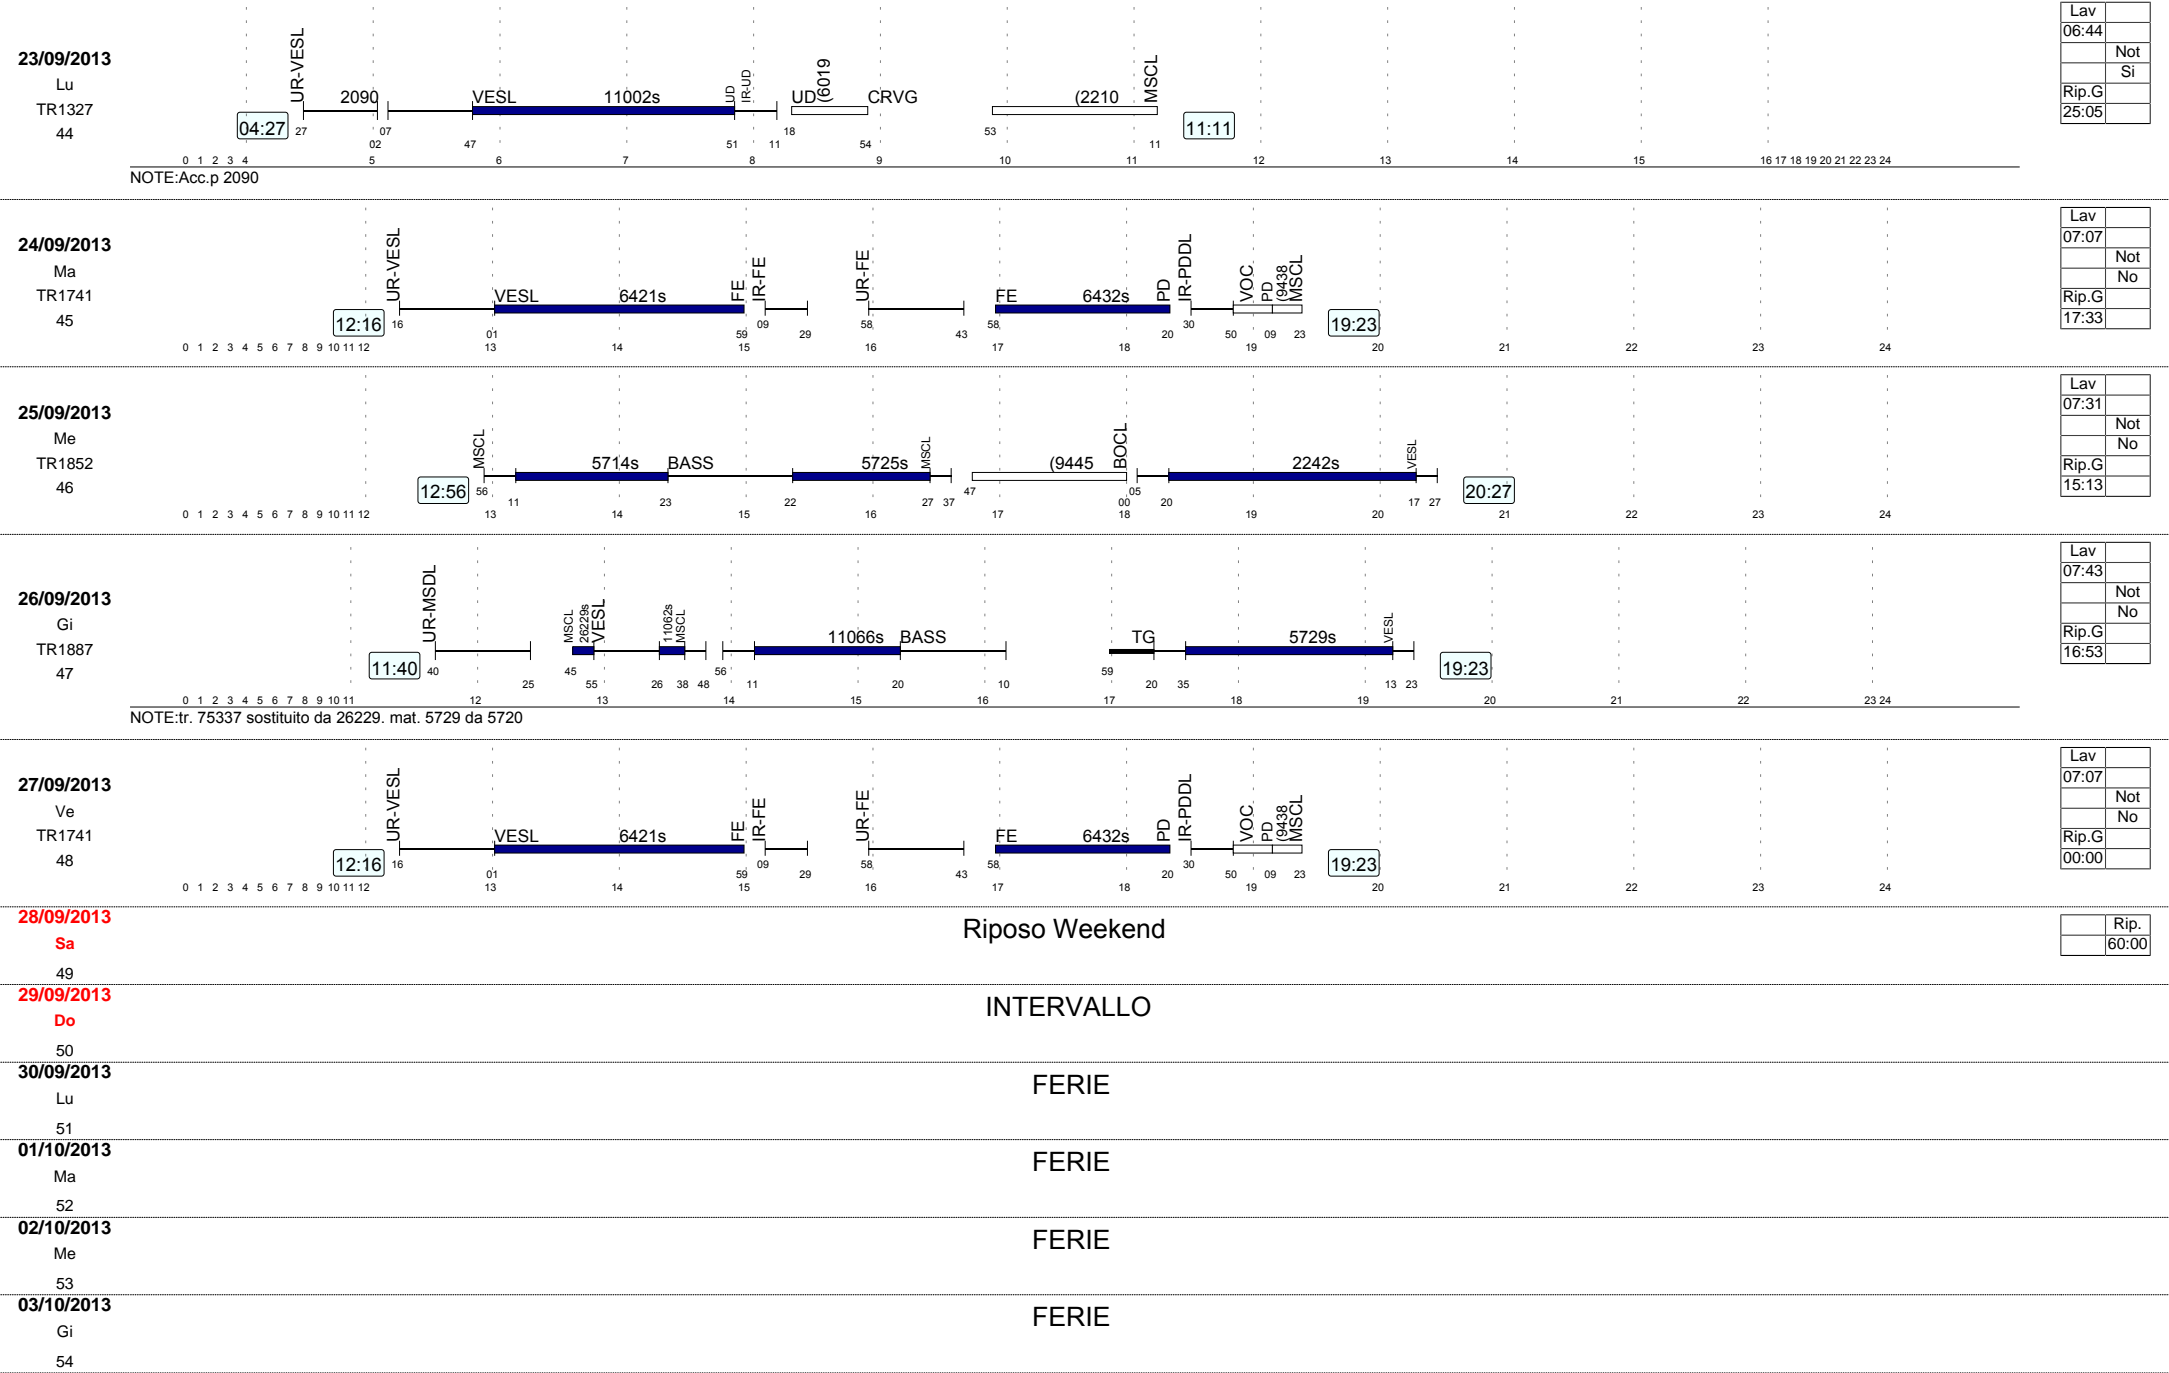 23/09/2013
Lu
TR1327
44
04:27
UR-VESL
2090
VESL
11002s
UD
IR-UD
UD
(6019
CRVG
(2210
MSCL
11:11
27 02 07 47 51 11 18 54 53 11
0 1 2 3 4 5 6 7 8 9 10 11 12 13 14 15 16 17 18 19 20 21 22 23 24
NOTE:Acc.p 2090
Lav
06:44
Not
Si
Rip.G
25:05
24/09/2013
Ma
TR1741
45
12:16
UR-VESL
VESL
6421s
FE
IR-FE
UR-FE
FE
6432s
PD
IR-PDDL
VOC
PD
(9438
MSCL
19:23
16 01 59 09 29 58 43 58 20 30 50 09 23
0 1 2 3 4 5 6 7 8 9 10 11 12 13 14 15 16 17 18 19 20 21 22 23 24
Lav
07:07
Not
No
Rip.G
17:33
25/09/2013
Me
TR1852
46
12:56
MSCL
5714s
BASS
5725s
MSCL
(9445
BOCL
2242s
VESL
20:27
56 11 23 22 27 37 47 00 05 20 17 27
0 1 2 3 4 5 6 7 8 9 10 11 12 13 14 15 16 17 18 19 20 21 22 23 24
Lav
07:31
Not
No
Rip.G
15:13
26/09/2013
Gi
TR1887
47
11:40
UR-MSDL
MSCL
26229s
VESL
11062s
MSCL
11066s
BASS
TG
5729s
VESL
19:23
40 25 45 55 26 38 48 56 11 20 10 59 20 35 13 23
0 1 2 3 4 5 6 7 8 9 10 11 12 13 14 15 16 17 18 19 20 21 22 23 24
NOTE:tr. 75337 sostituito da 26229. mat. 5729 da 5720
Lav
07:43
Not
No
Rip.G
16:53
27/09/2013
Ve
TR1741
48
12:16
UR-VESL
VESL
6421s
FE
IR-FE
UR-FE
FE
6432s
PD
IR-PDDL
VOC
PD
(9438
MSCL
19:23
16 01 59 09 29 58 43 58 20 30 50 09 23
0 1 2 3 4 5 6 7 8 9 10 11 12 13 14 15 16 17 18 19 20 21 22 23 24
Lav
07:07
Not
No
Rip.G
00:00
28/09/2013
Sa
49
Riposo Weekend
Rip.
60:00
29/09/2013
Do
50
INTERVALLO
30/09/2013
Lu
51
FERIE
01/10/2013
Ma
52
FERIE
02/10/2013
Me
53
FERIE
03/10/2013
Gi
54
FERIE